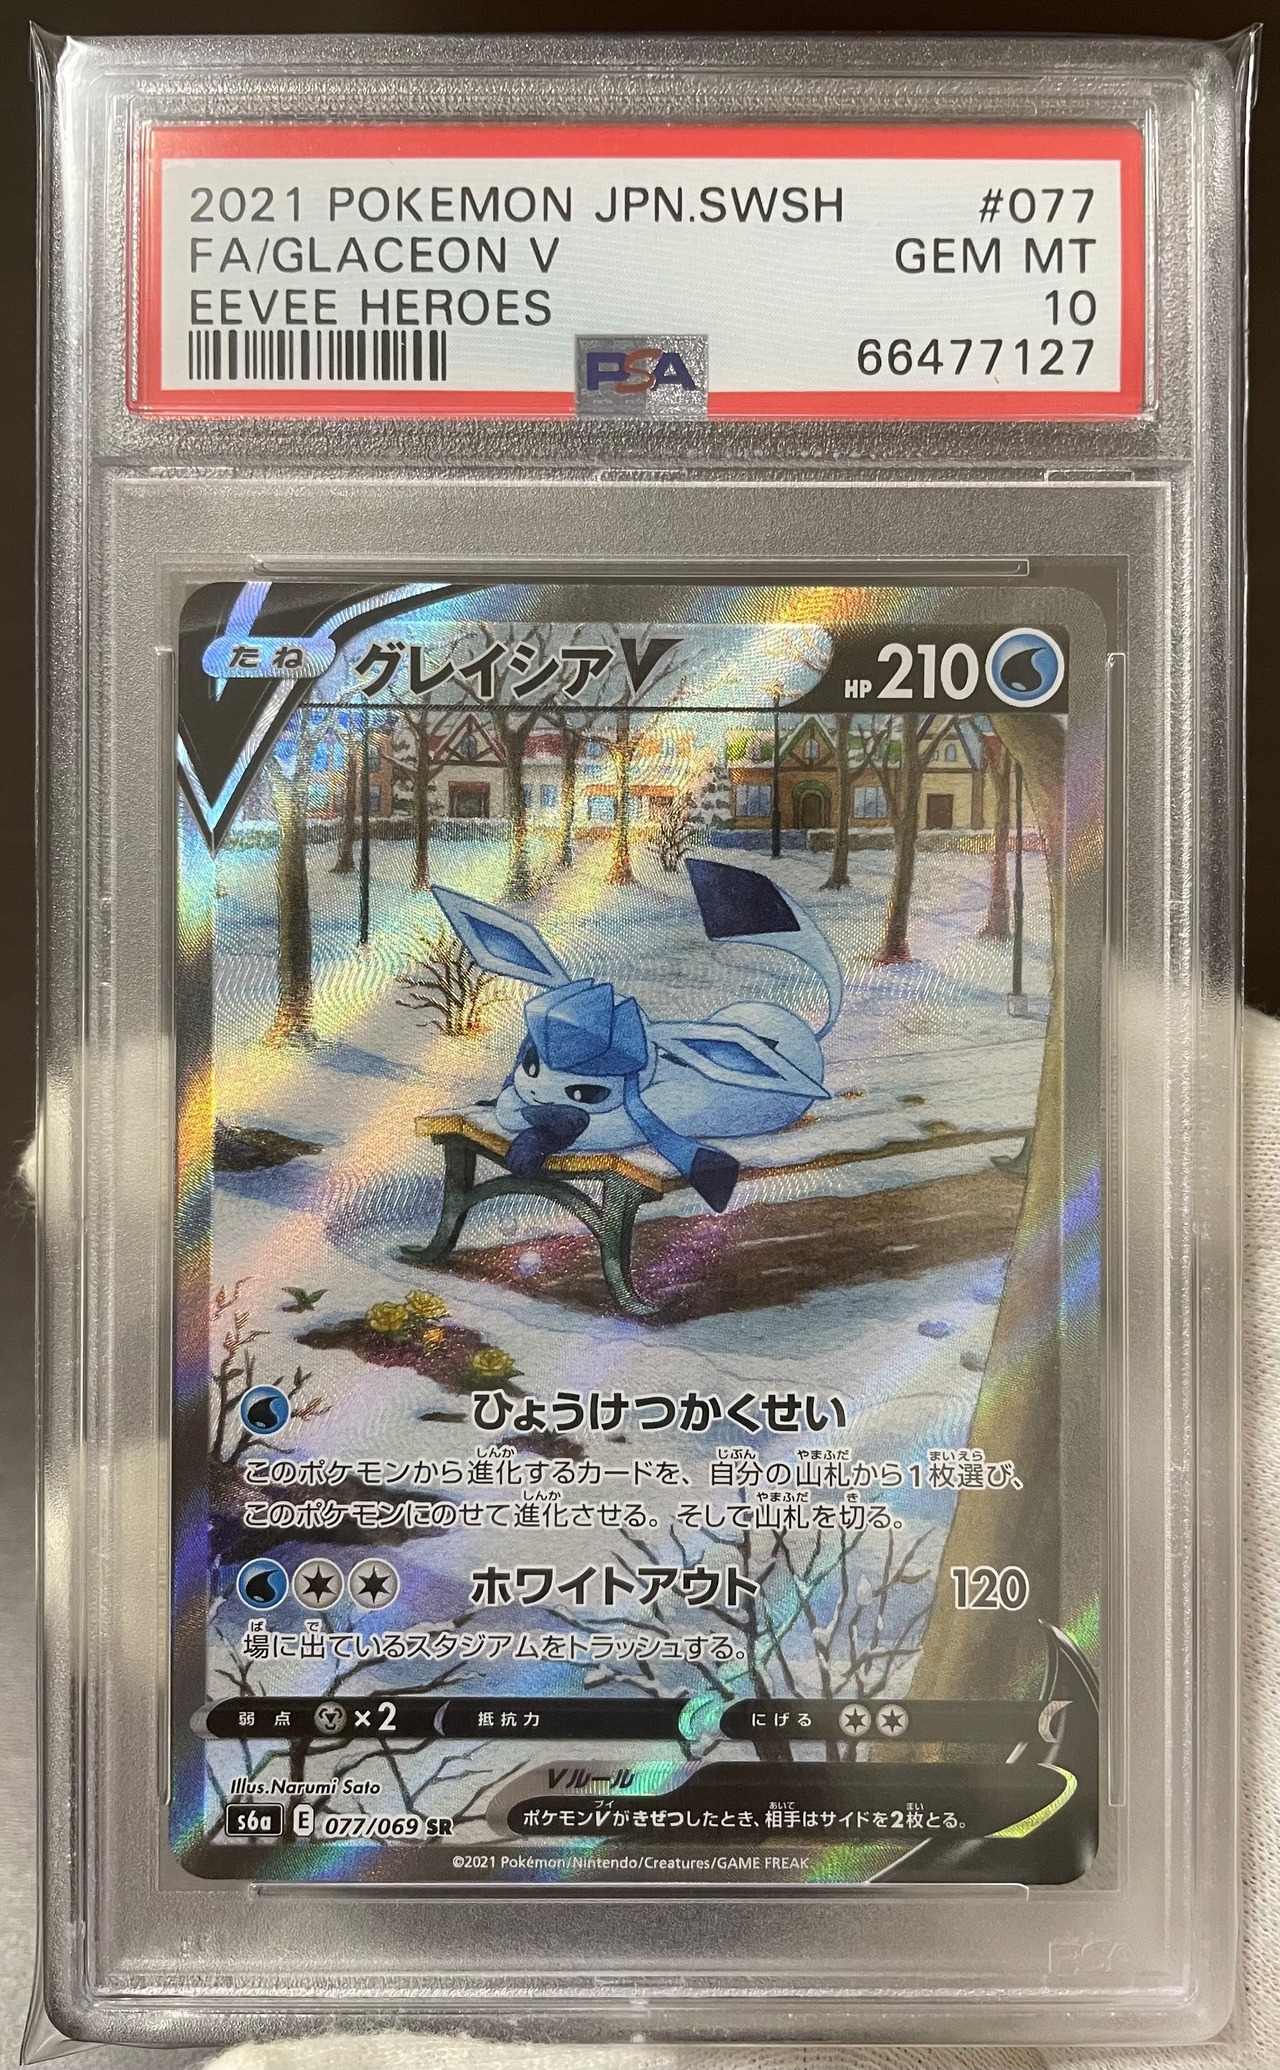 2021 POKEMON JPN.SWSH #077
FA/GLACEON V GEM MT
EEVEE HEROES 10
PSA 66477127
たね グレイシアV HP 210
ひょうけつかくせい
このポケモンから進化するカードを、自分の山札から1枚選び、
このポケモンにのせて進化させる。そして山札を切る。
ホワイトアウト 120
場に出ているスタジアムをトラッシュする。
弱点 ×2 抵抗力 にげる
Illus.Narumi Sato
Vルール
s6a E 077/069 SR
ポケモンVがきぜつしたとき、相手はサイドを2枚とる。
©2021 Pokémon/Nintendo/Creatures/GAME FREAK
PSA